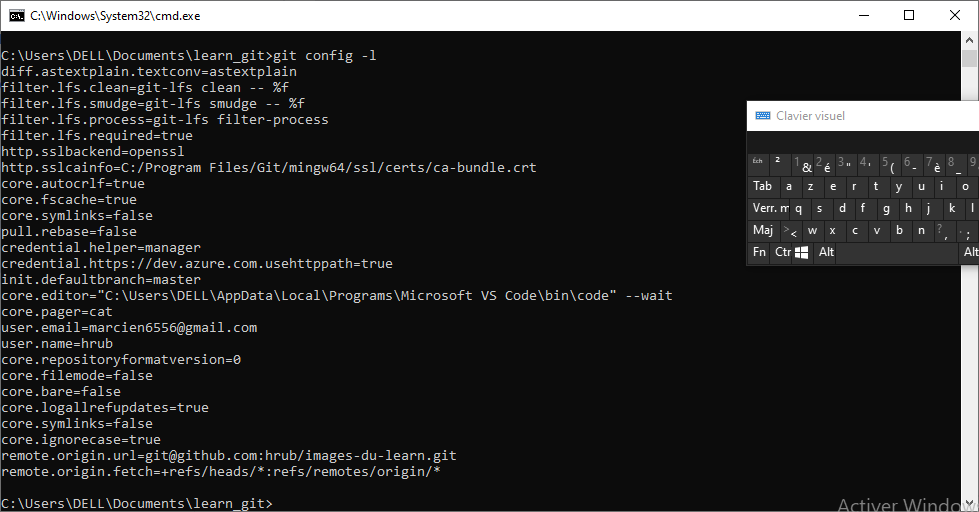 C:\Windows\System32\cmd.exe
C:\Users\DELL\Documents\learn_git>git config -l
diff.astextplain.textconv=astextplain
filter.lfs.clean=git-lfs clean -- %f
filter.lfs.smudge=git-lfs smudge -- %f
filter.lfs.process=git-lfs filter-process
filter.lfs.required=true
http.sslbackend=openssl
http.sslcainfo=C:/Program Files/Git/mingw64/ssl/certs/ca-bundle.crt
core.autocrlf=true
core.fscache=true
core.symlinks=false
pull.rebase=false
credential.helper=manager
credential.https://dev.azure.com.usehttppath=true
init.defaultbranch=master
core.editor="C:\Users\DELL\AppData\Local\Programs\Microsoft VS Code\bin\code" --wait
core.pager=cat
user.email=marcien6556@gmail.com
user.name=hrub
core.repositoryformatversion=0
core.filemode=false
core.bare=false
core.logallrefupdates=true
core.symlinks=false
core.ignorecase=true
remote.origin.url=git@github.com:hrub/images-du-learn.git
remote.origin.fetch=+refs/heads/*:refs/remotes/origin/*
C:\Users\DELL\Documents\learn_git>
Clavier visuel
Éch ² 1 & 2 é 3 " 4 ' 5 ( 6 - 7 è 8 _ 9
Tab a z e r t y u i o
Verr. m q s d f g h j k l
Maj > < w x c v b n ? , . ;
Fn Ctr Alt Alt
Activer Window